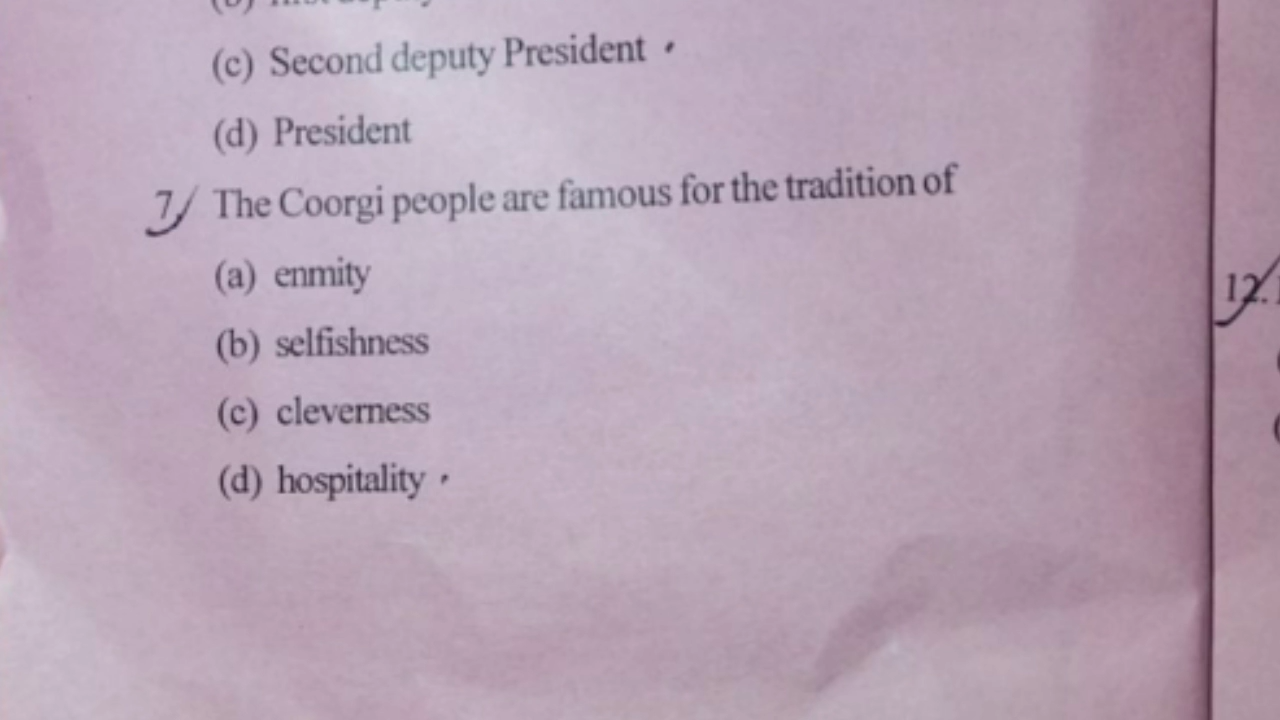 (c) Second deputy President
(d) President
7. The Coorgi people are famous for the tradition of
(a) enmity
(b) selfishness
(c) cleverness
(d) hospitality
12.